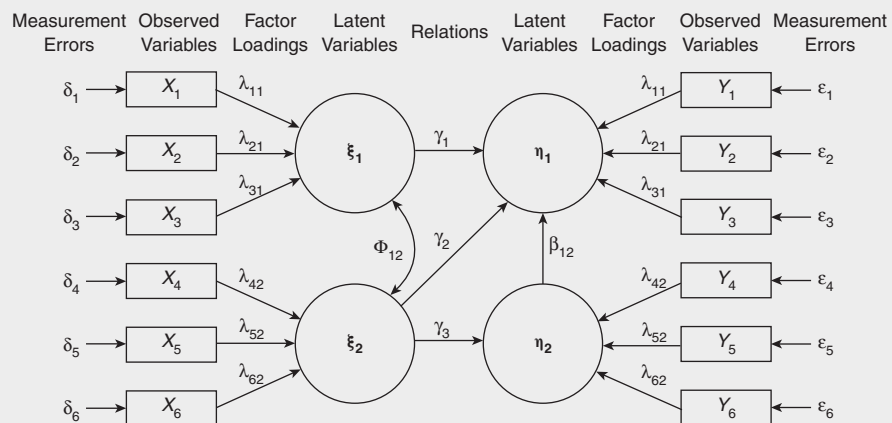 Measurement Errors
Observed Variables
Factor Loadings
Latent Variables
Relations
Latent Variables
Factor Loadings
Observed Variables
Measurement Errors
δ1 X1 λ11 λ11 Y1 ε1
δ2 X2 λ21 ξ1 γ1 η1 λ21 Y2 ε2
δ3 X3 λ31 λ31 Y3 ε3
Φ12 γ2 β12
δ4 X4 λ42 λ42 Y4 ε4
δ5 X5 λ52 ξ2 γ3 η2 λ52 Y5 ε5
δ6 X6 λ62 λ62 Y6 ε6